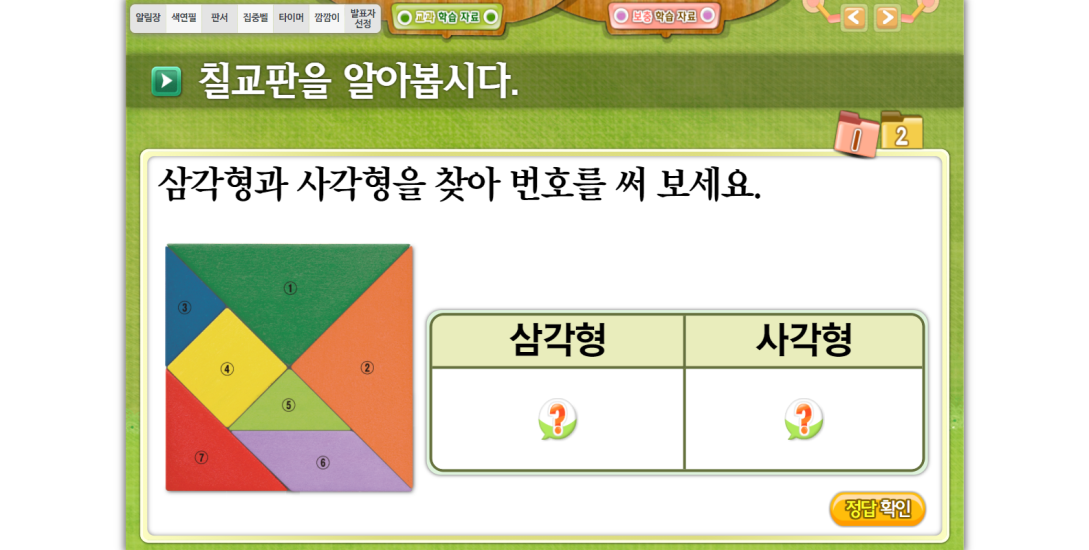 알림장 색연필 판서 집중벨 타이머 깜깜이 발표자 선정
교과 학습 자료
보충 학습 자료
칠교판을 알아봅시다.
1 2
삼각형과 사각형을 찾아 번호를 써 보세요.
①
③
④
②
⑤
⑦
⑥
삼각형 사각형
? ?
정답 확인